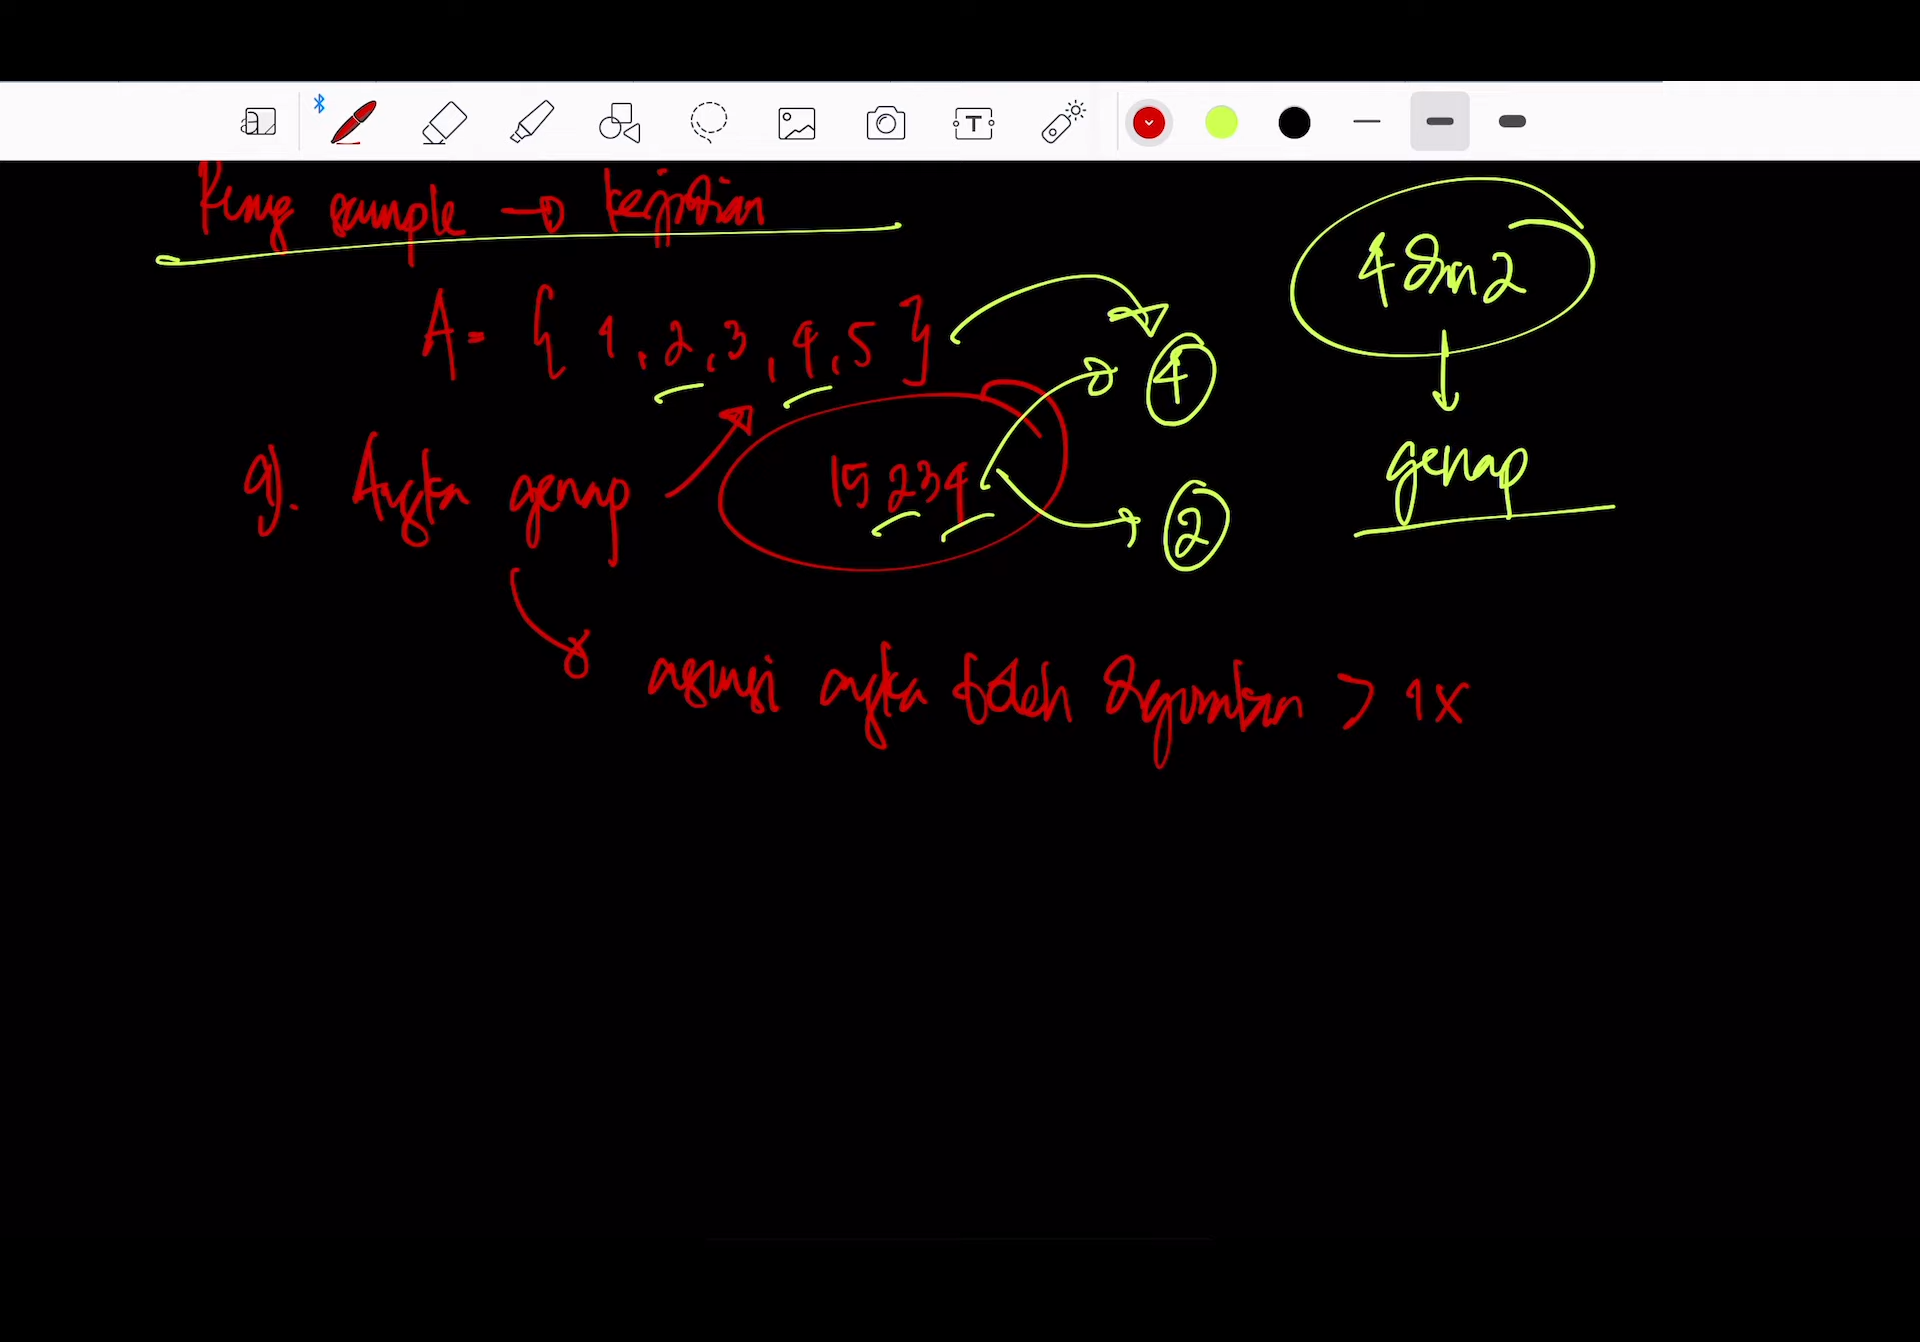 Ruang sample → kejadian
A = { 1, 2, 3, 4, 5 }
4
4 dan 2
genap
a). Angka genap
15234
2
asumsi angka boleh digunakan > 1x